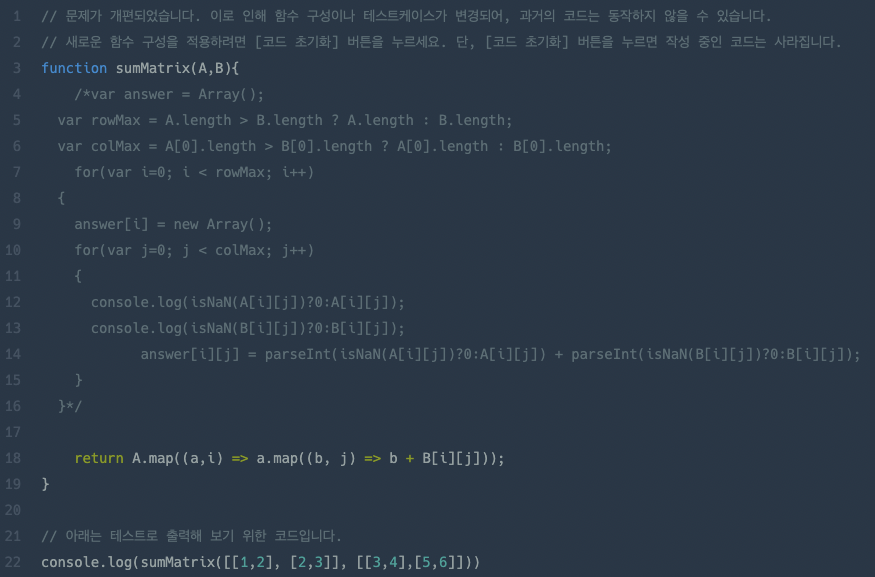 1 // 문제가 개편되었습니다. 이로 인해 함수 구성이나 테스트케이스가 변경되어, 과거의 코드는 동작하지 않을 수 있습니다.
2 // 새로운 함수 구성을 적용하려면 [코드 초기화] 버튼을 누르세요. 단, [코드 초기화] 버튼을 누르면 작성 중인 코드는 사라집니다.
3 function sumMatrix(A,B){
4     /*var answer = Array();
5   var rowMax = A.length > B.length ? A.length : B.length;
6   var colMax = A[0].length > B[0].length ? A[0].length : B[0].length;
7     for(var i=0; i < rowMax; i++)
8   {
9     answer[i] = new Array();
10     for(var j=0; j < colMax; j++)
11     {
12       console.log(isNaN(A[i][j])?0:A[i][j]);
13       console.log(isNaN(B[i][j])?0:B[i][j]);
14             answer[i][j] = parseInt(isNaN(A[i][j])?0:A[i][j]) + parseInt(isNaN(B[i][j])?0:B[i][j]);
15     }
16   }*/
17
18     return A.map((a,i) => a.map((b, j) => b + B[i][j]));
19 }
20
21 // 아래는 테스트로 출력해 보기 위한 코드입니다.
22 console.log(sumMatrix([[1,2], [2,3]], [[3,4],[5,6]]))